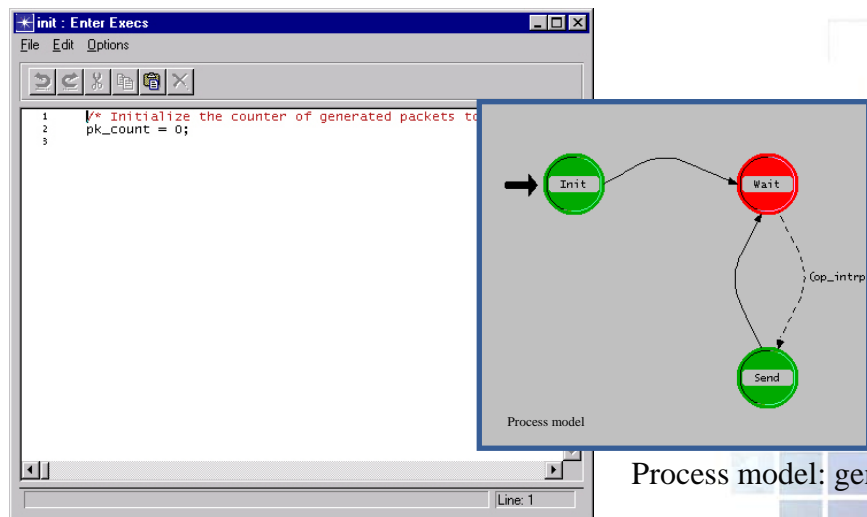 init : Enter Execs
File Edit Options
1 /* Initialize the counter of generated packets to
2 pk_count = 0;
3
Init
Wait
(op_intrp
Send
Process model
Line: 1
Process model: ge